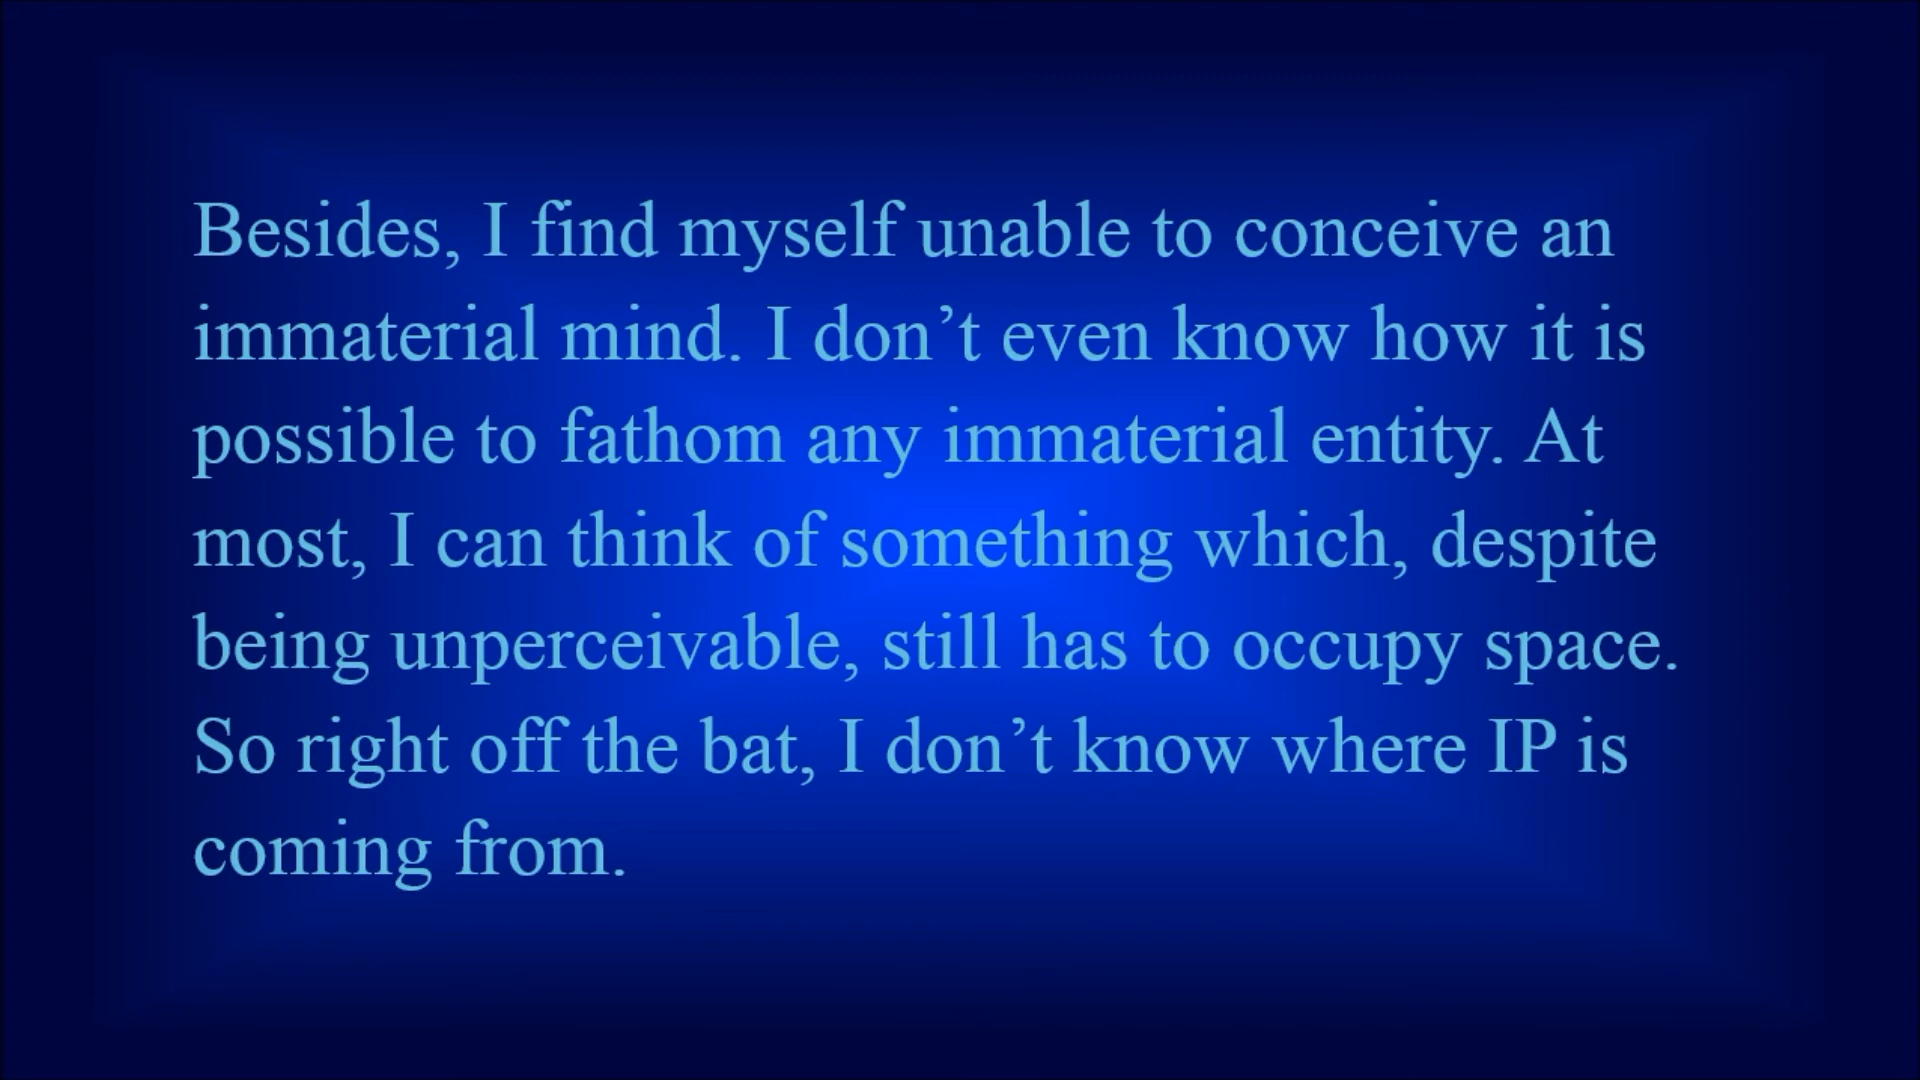 Besides, I find myself unable to conceive an
immaterial mind. I don’t even know how it is
possible to fathom any immaterial entity. At
most, I can think of something which, despite
being unperceivable, still has to occupy space.
So right off the bat, I don’t know where IP is
coming from.